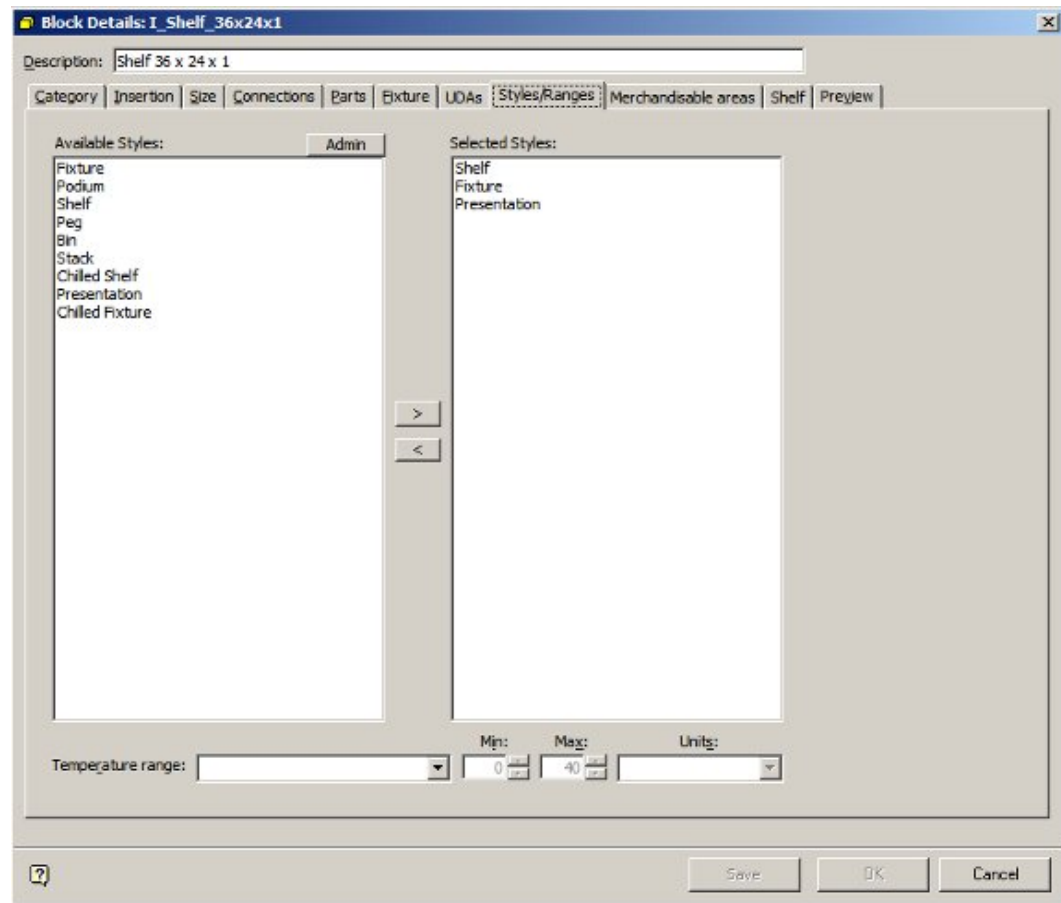 Block Details: I_Shelf_36x24x1
Description: Shelf 36 x 24 x 1
Category Insertion Size Connections Parts Fixture UDAs Styles/Ranges Merchandisable areas Shelf Preview
Available Styles: Admin Selected Styles:
Fixture
Podium
Shelf
Peg
Bin
Stack
Chilled Shelf
Presentation
Chilled Fixture
Shelf
Fixture
Presentation
>
<
Min: Max: Units:
Temperature range: 0 40
Save OK Cancel